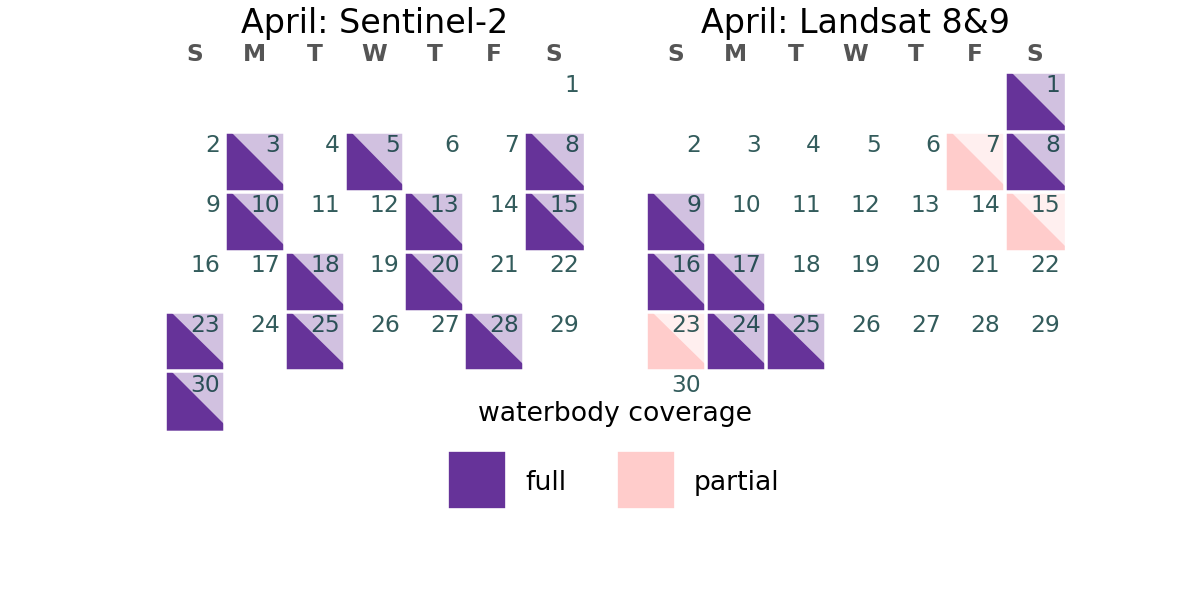 April: Sentinel-2
S M T W T F S
1
2 3 4 5 6 7 8
9 10 11 12 13 14 15
16 17 18 19 20 21 22
23 24 25 26 27 28 29
30
April: Landsat 8&9
S M T W T F S
1
2 3 4 5 6 7 8
9 10 11 12 13 14 15
16 17 18 19 20 21 22
23 24 25 26 27 28 29
30
waterbody coverage
full partial